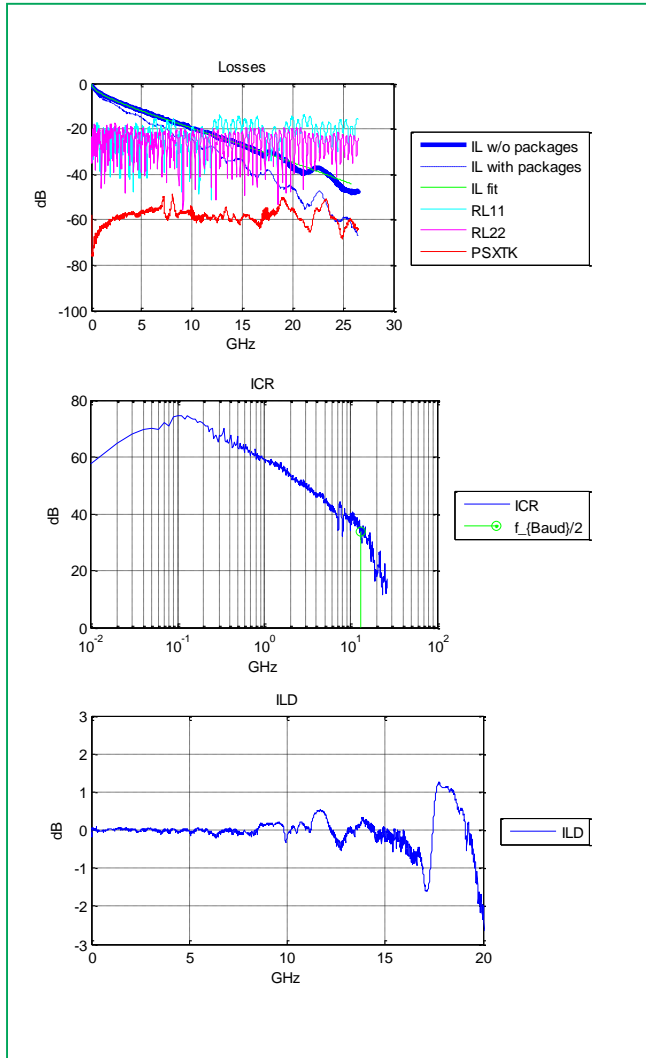 Losses
0
-20
-40
-60
-80
-100
dB
0 5 10 15 20 25 30
GHz
IL w/o packages
IL with packages
IL fit
RL11
RL22
PSXTK
ICR
80
60
40
20
0
dB
10^-2 10^-1 10^0 10^1 10^2
GHz
ICR
f_{Baud}/2
ILD
3
2
1
0
-1
-2
-3
dB
0 5 10 15 20
GHz
ILD